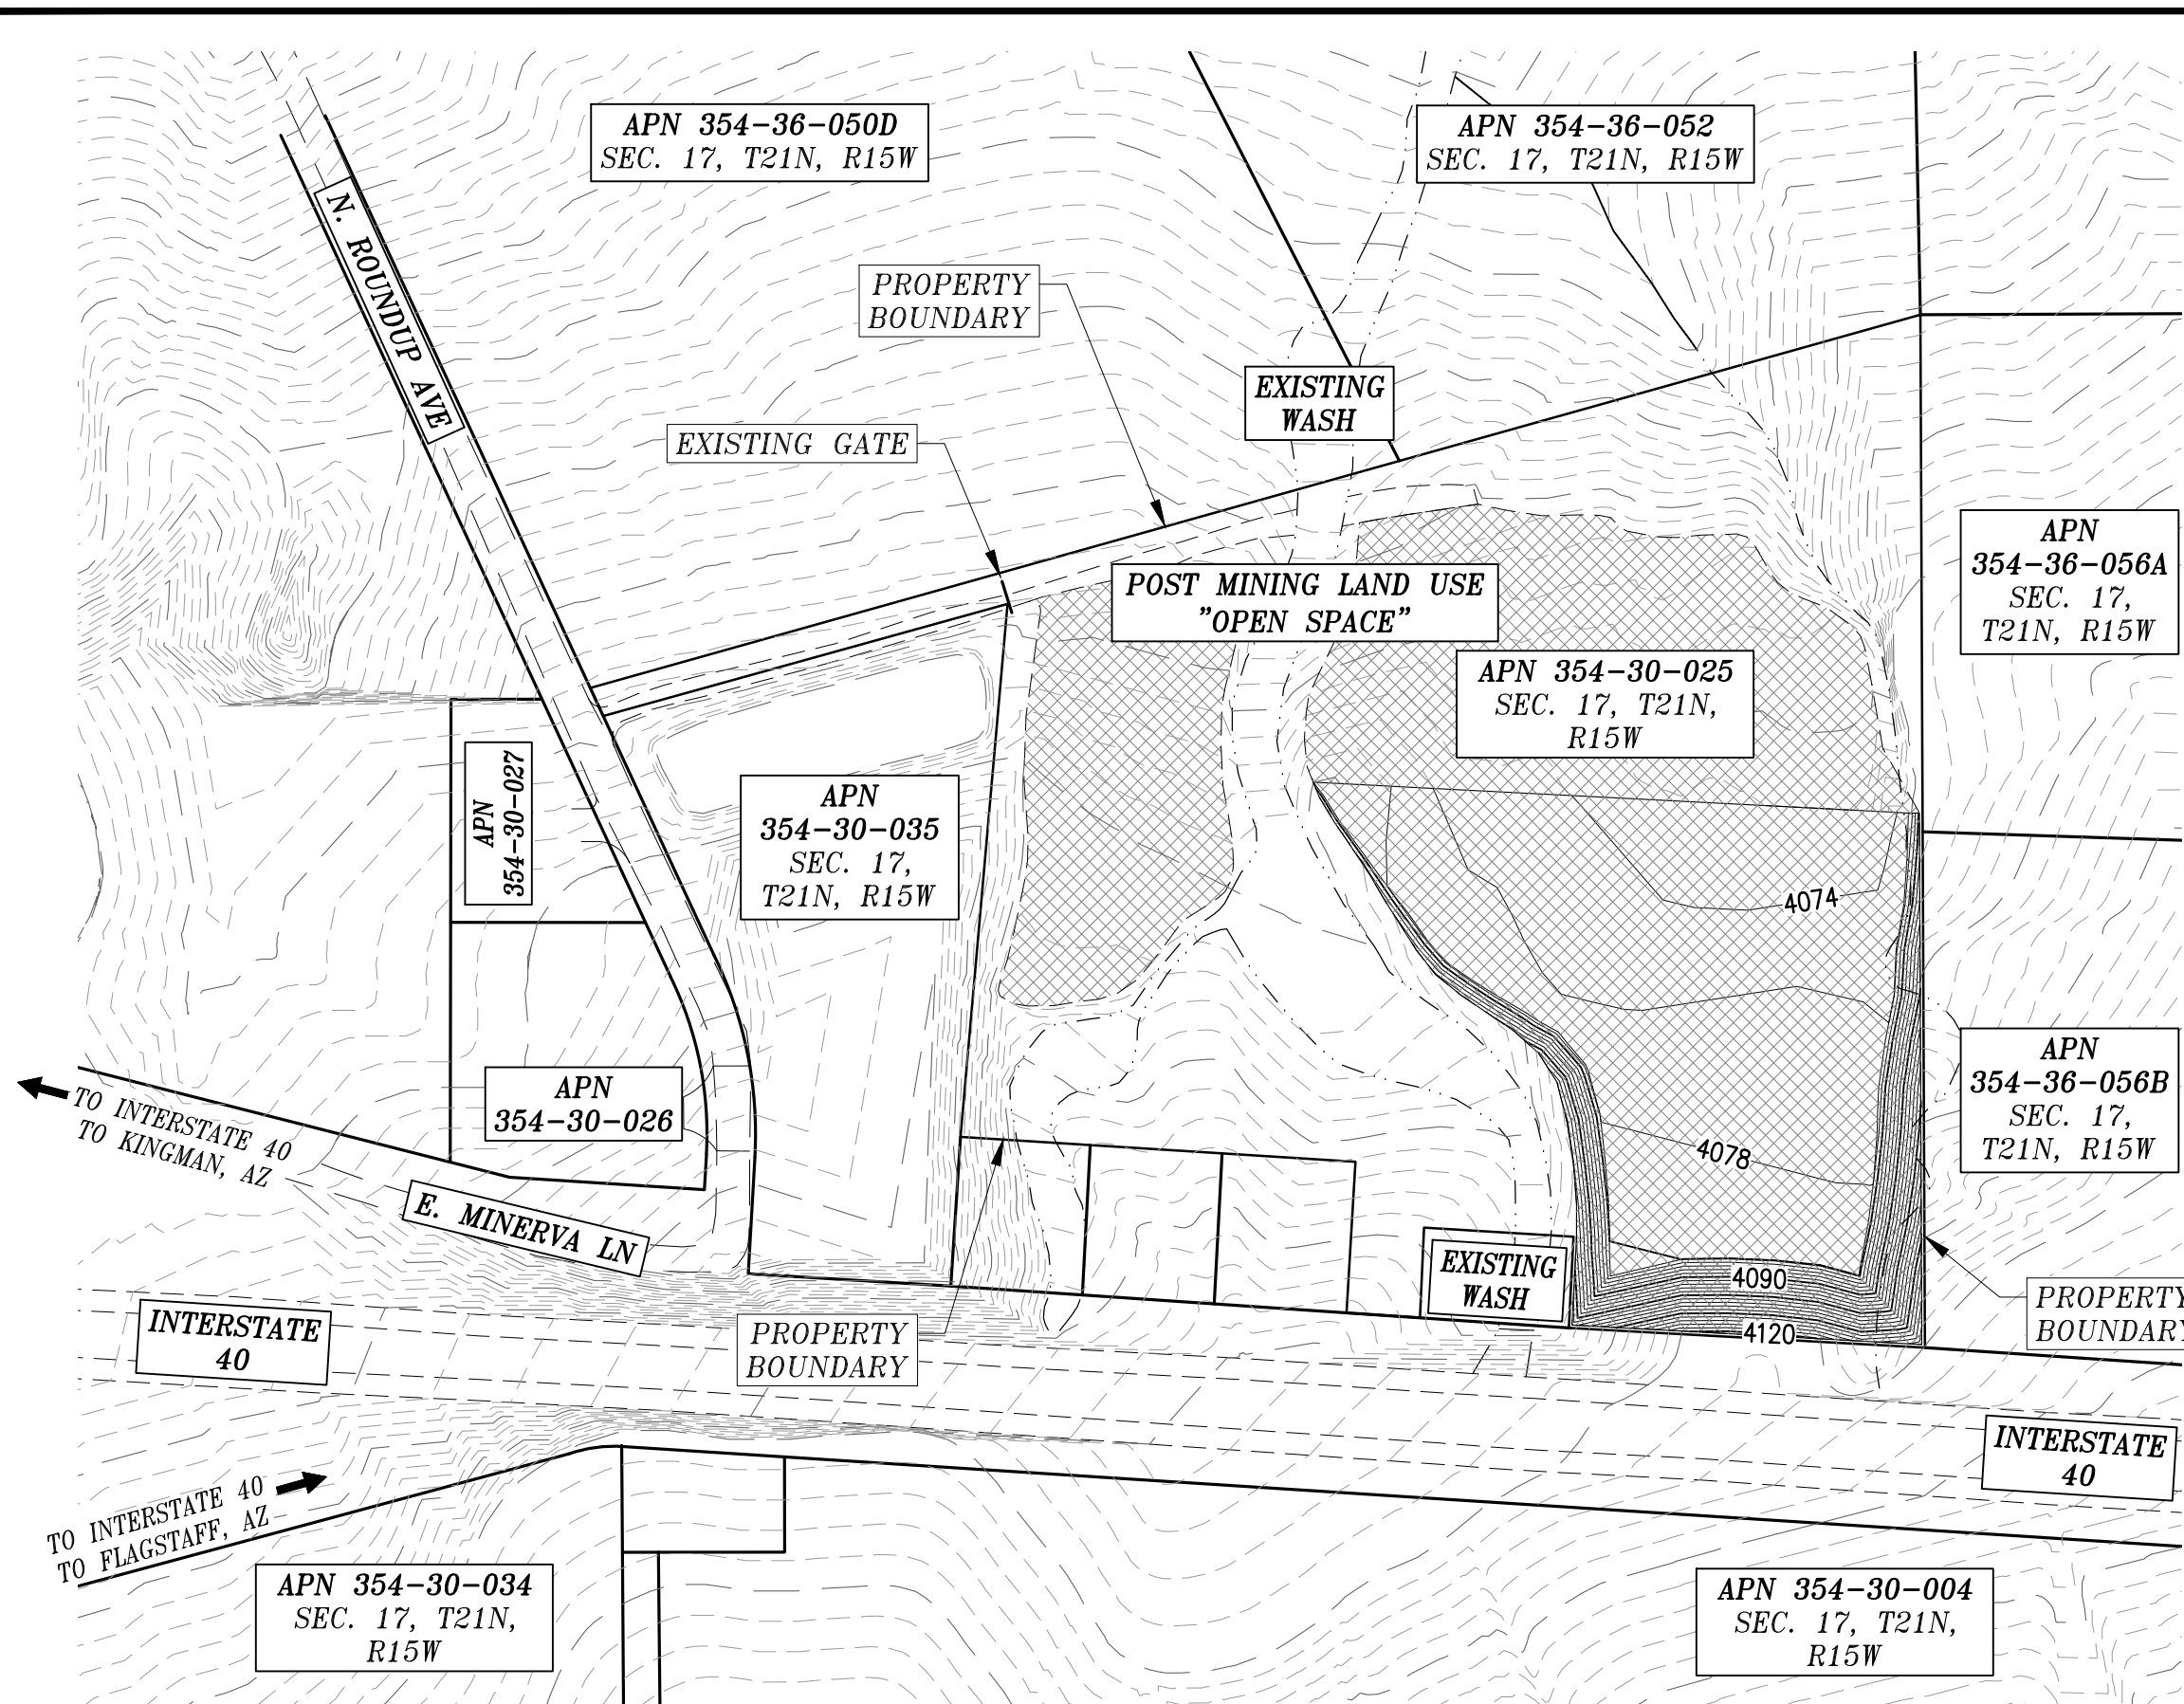 APN 354-36-050D
SEC. 17, T21N, R15W
APN 354-36-052
SEC. 17, T21N, R15W
N. ROUNDUP AVE
PROPERTY
BOUNDARY
EXISTING
WASH
EXISTING GATE
APN
354-36-056A
SEC. 17,
T21N, R15W
POST MINING LAND USE
"OPEN SPACE"
APN 354-30-025
SEC. 17, T21N,
R15W
APN
354-30-027
APN
354-30-035
SEC. 17,
T21N, R15W
4074
APN
354-36-056B
SEC. 17,
T21N, R15W
APN
354-30-026
TO INTERSTATE 40
TO KINGMAN, AZ
4078
E. MINERVA LN
EXISTING
WASH
4090
4120
PROPERTY
BOUNDARY
INTERSTATE
40
PROPERTY
BOUNDARY
INTERSTATE
40
TO INTERSTATE 40
TO FLAGSTAFF, AZ
APN 354-30-034
SEC. 17, T21N,
R15W
APN 354-30-004
SEC. 17, T21N,
R15W